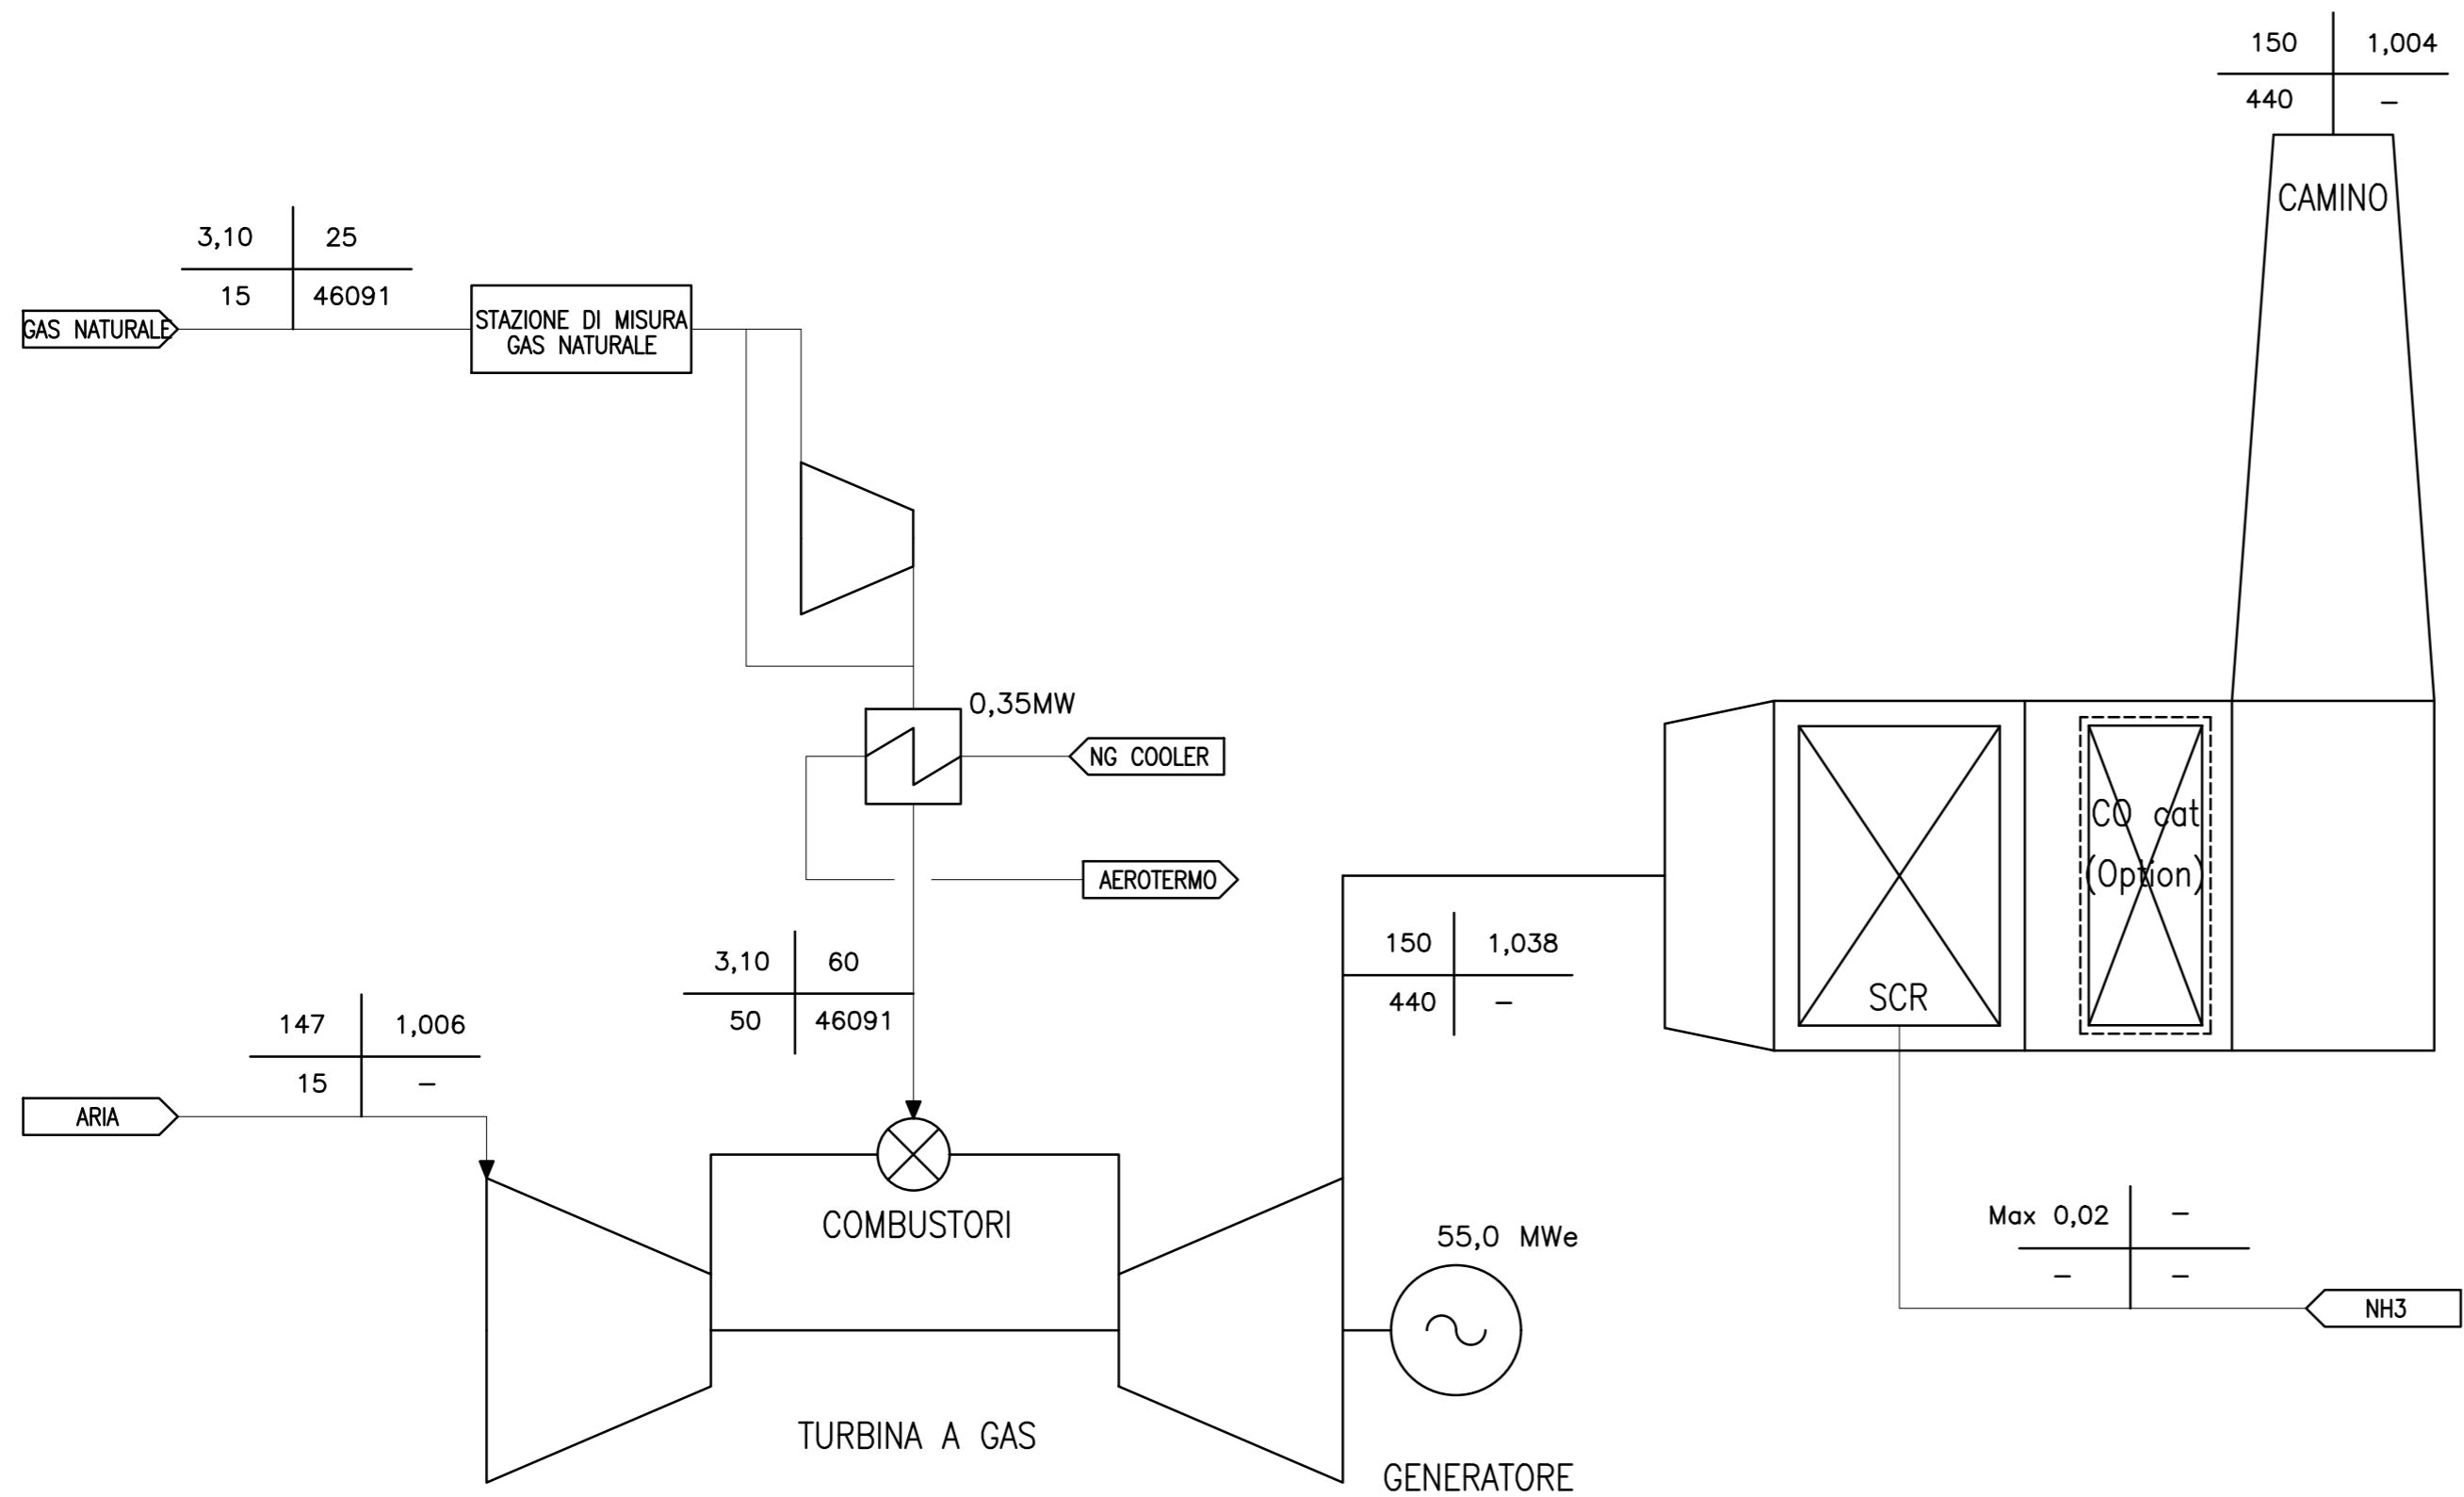 150 1,004
440 –
CAMINO
3,10 25
15 46091
GAS NATURALE
STAZIONE DI MISURA
GAS NATURALE
0,35MW
NG COOLER
AEROTERMO
CO cat
(Option)
SCR
3,10 60
50 46091
150 1,038
440 –
147 1,006
15 –
ARIA
COMBUSTORI
55,0 MWe
Max 0,02 –
– –
NH3
TURBINA A GAS
GENERATORE